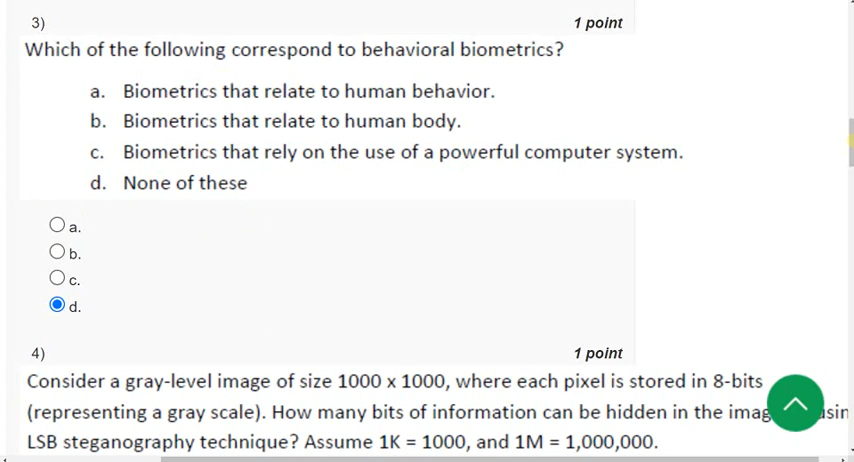 3) 1 point
Which of the following correspond to behavioral biometrics?
a. Biometrics that relate to human behavior.
b. Biometrics that relate to human body.
c. Biometrics that rely on the use of a powerful computer system.
d. None of these
a.
b.
c.
d.
4) 1 point
Consider a gray-level image of size 1000 x 1000, where each pixel is stored in 8-bits
(representing a gray scale). How many bits of information can be hidden in the
LSB steganography technique? Assume 1K = 1000, and 1M = 1,000,000.